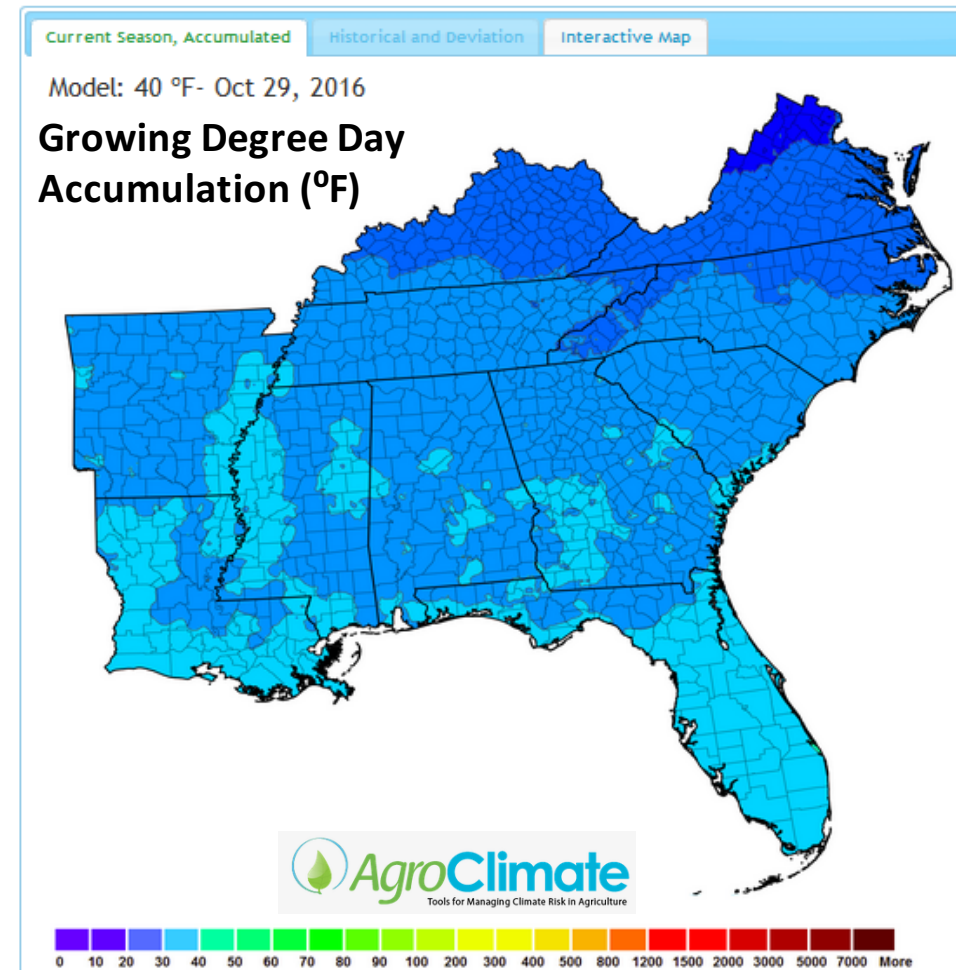 Current Season, Accumulated Historical and Deviation Interactive Map
Model: 40 °F- Oct 29, 2016
Growing Degree Day
Accumulation (⁰F)
AgroClimate
Tools for Managing Climate Risk in Agriculture
0 10 20 30 40 50 60 70 80 90 100 200 300 400 500 800 1200 1500 2000 3000 5000 7000 More